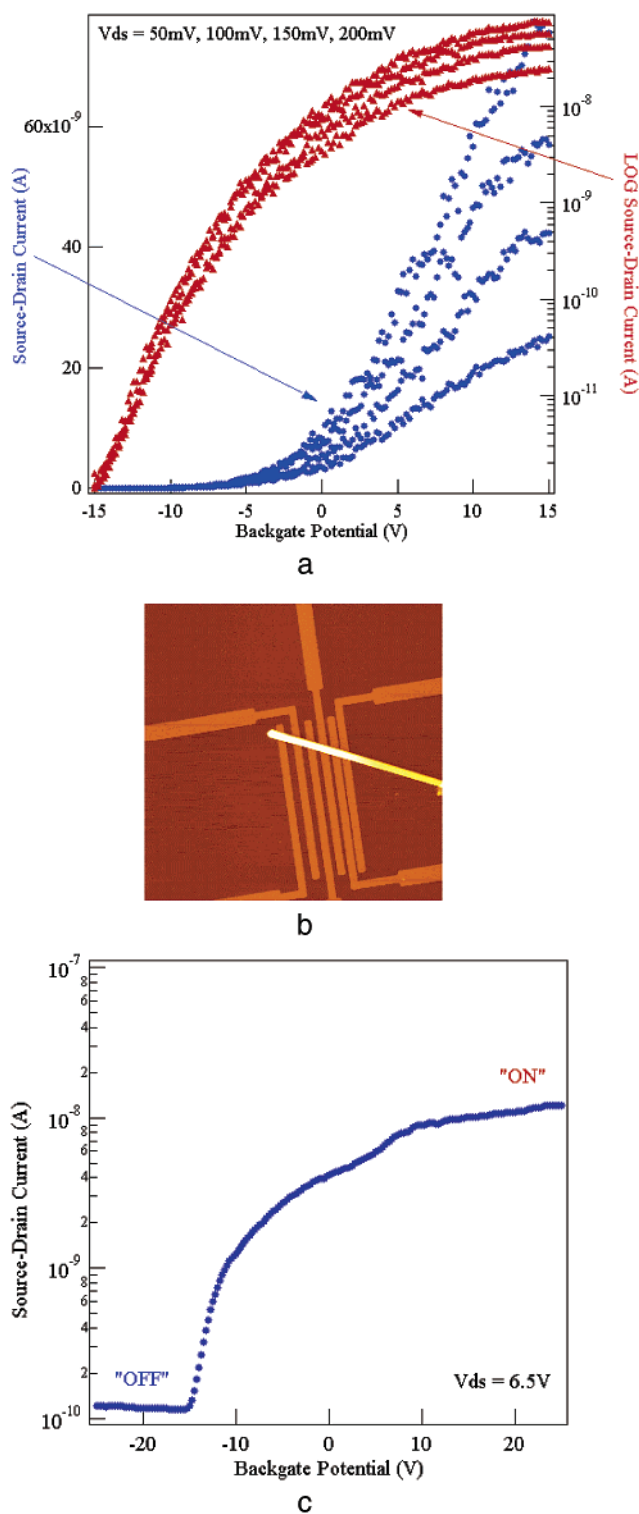 Vds = 50mV, 100mV, 150mV, 200mV
60x10⁻⁹
40
20
0
Source-Drain Current (A)
10⁻⁸
10⁻⁹
10⁻¹⁰
10⁻¹¹
LOG Source-Drain Current (A)
-15 -10 -5 0 5 10 15
Backgate Potential (V)
a
b
10⁻⁷
8
6
4
2
10⁻⁸
8
6
4
2
10⁻⁹
8
6
4
2
10⁻¹⁰
Source-Drain Current (A)
"ON"
"OFF"
Vds = 6.5V
-20 -10 0 10 20
Backgate Potential (V)
c